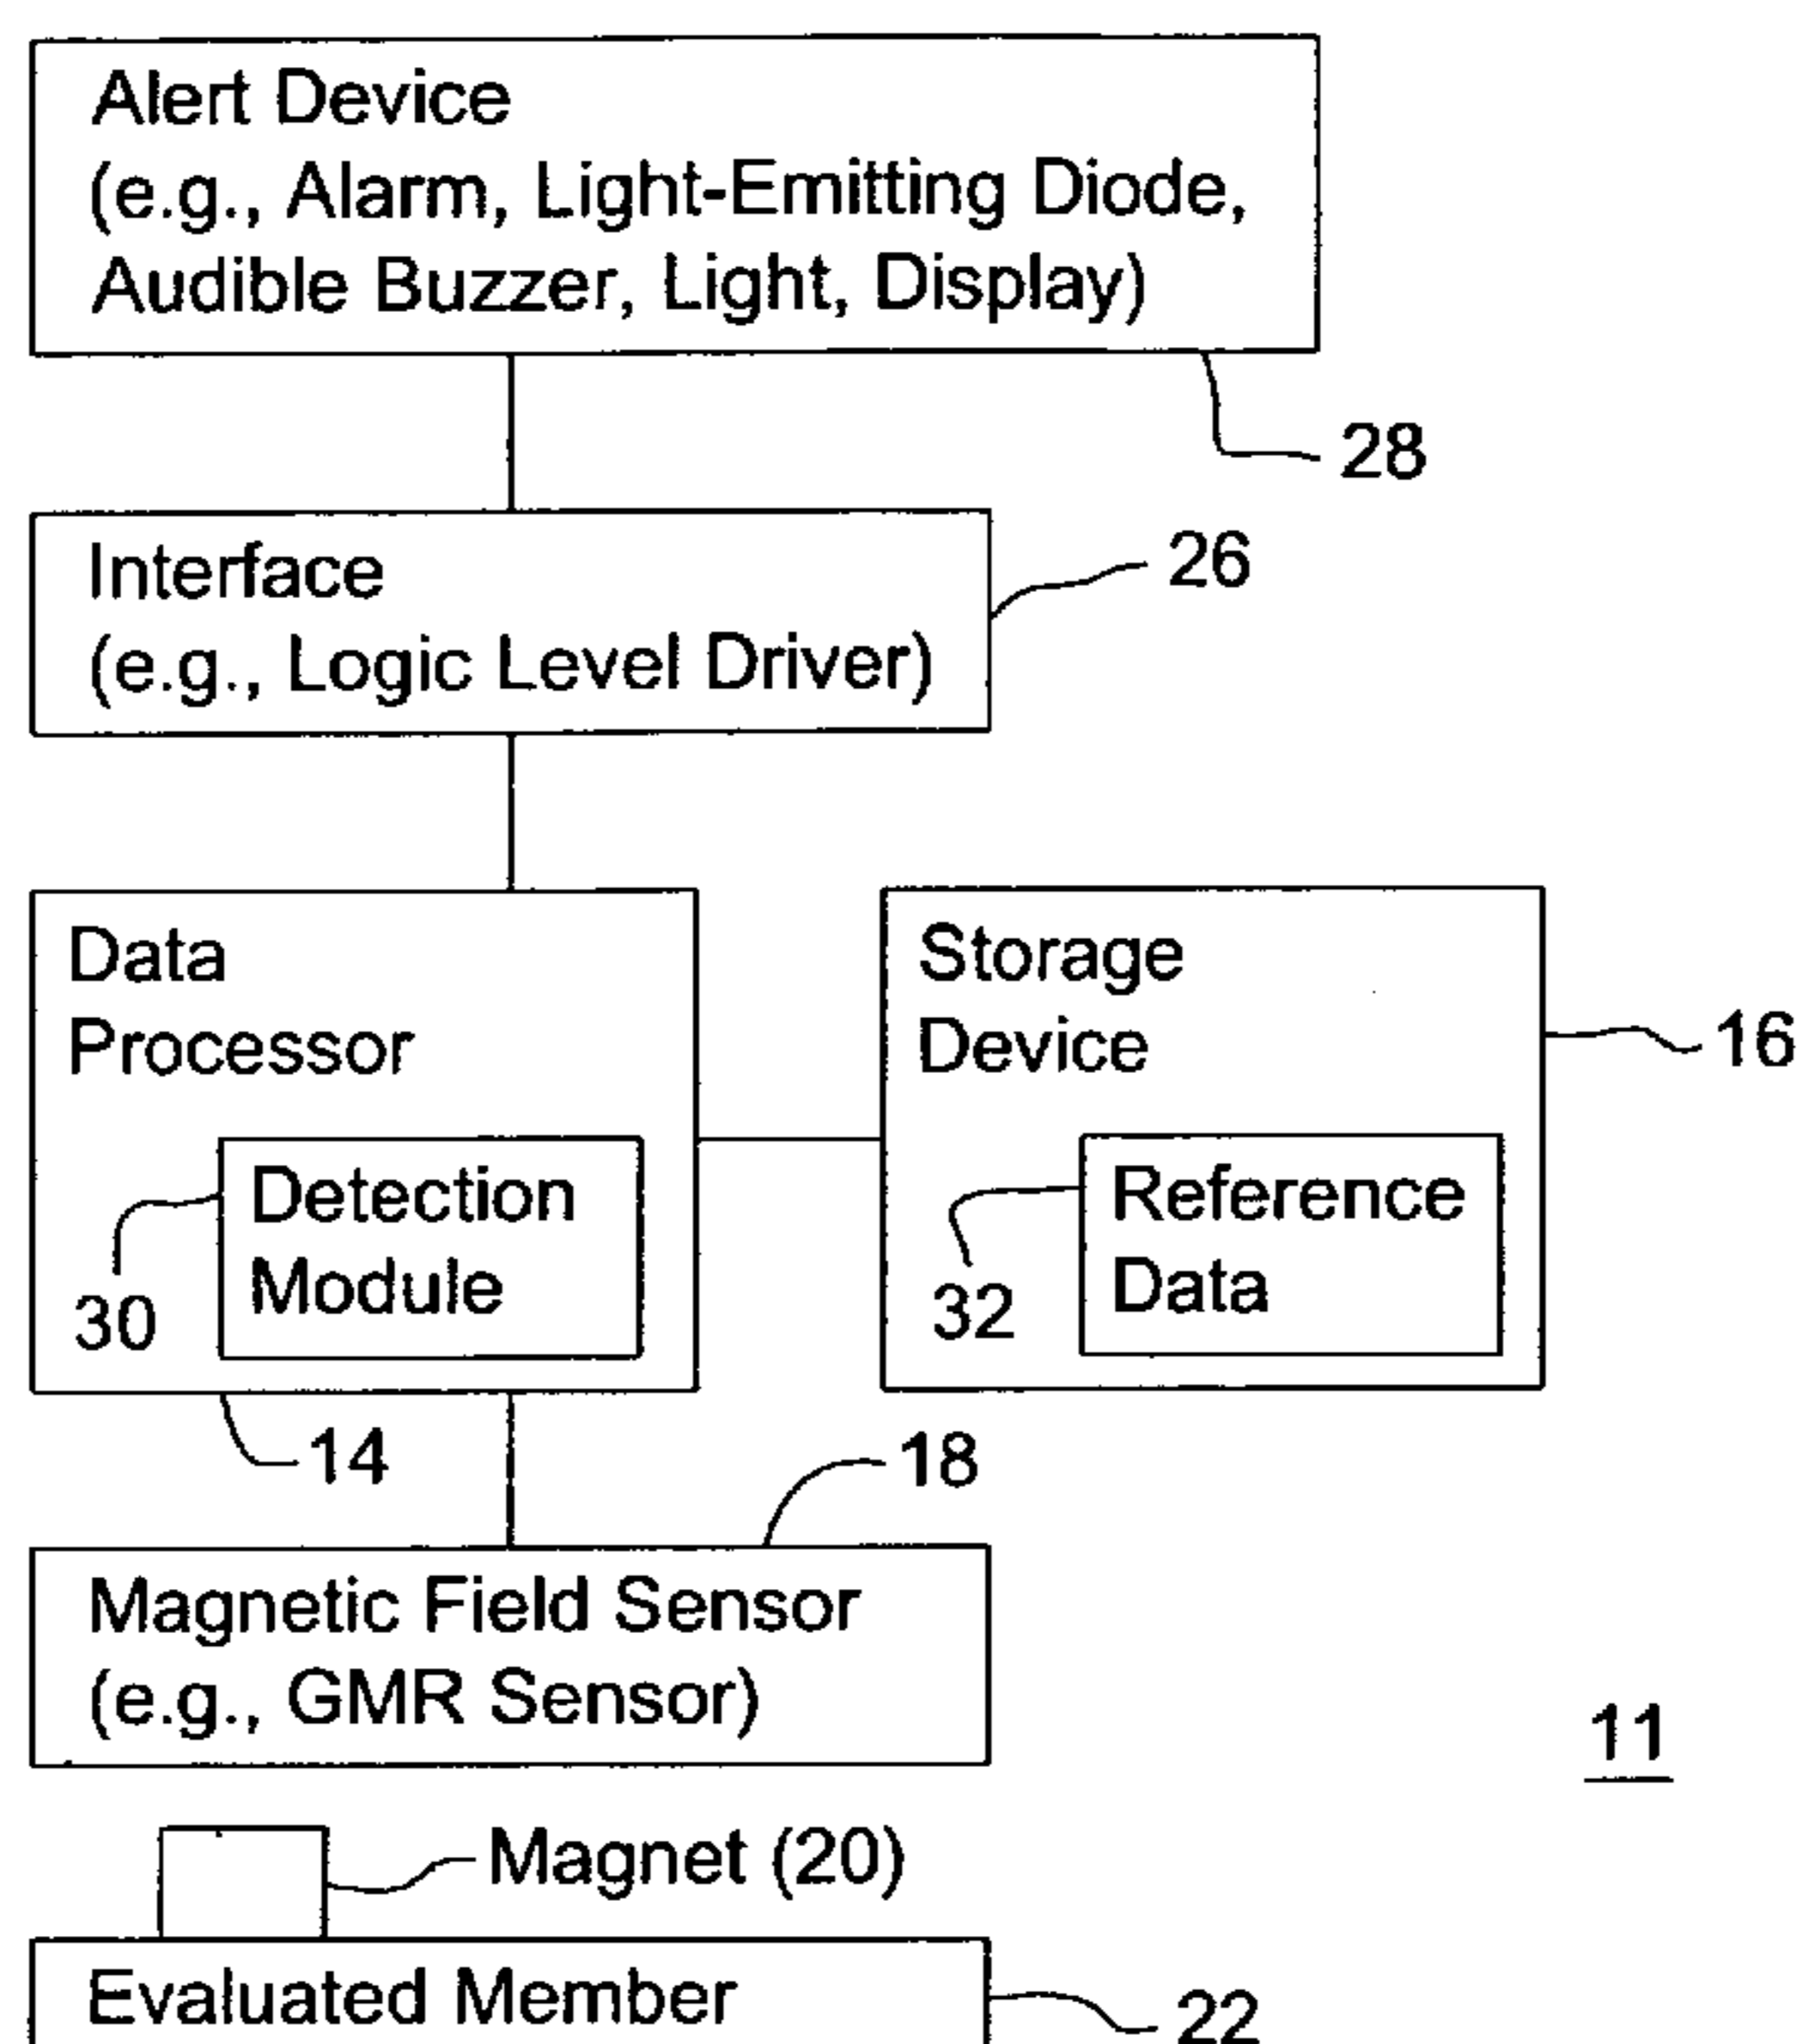 Alert Device
(e.g., Alarm, Light-Emitting Diode,
Audible Buzzer, Light, Display)
28
Interface
(e.g., Logic Level Driver)
26
Data
Processor
Detection
Module
30
14
Storage
Device
16
Reference
Data
32
18
Magnetic Field Sensor
(e.g., GMR Sensor)
11
Magnet (20)
Evaluated Member
22